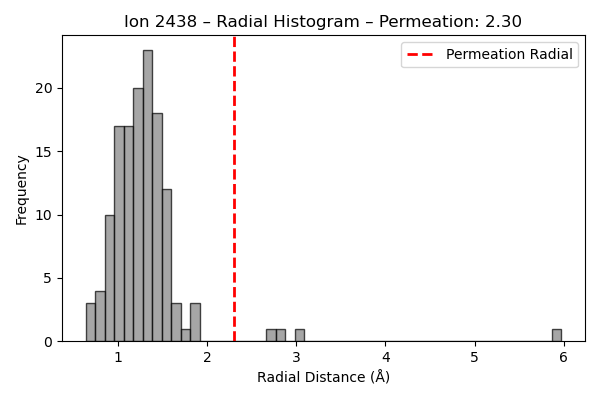 Ion 2438 – Radial Histogram – Permeation: 2.30
Permeation Radial
Frequency
20
15
10
5
0
1 2 3 4 5 6
Radial Distance (Å)